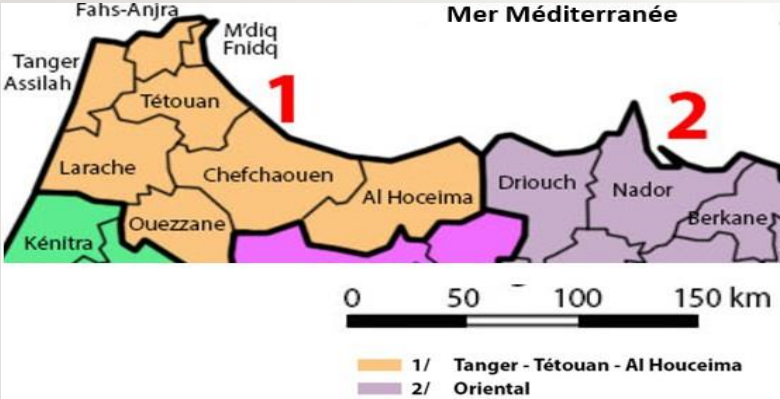 Fahs-Anjra
Mer Méditerranée
M'diq
Fnidq
Tanger
Assilah
1
Tétouan
2
Larache
Chefchaouen
Al Hoceima
Driouch
Nador
Berkane
Ouezzane
Kénitra
0 50 100 150 km
1/ Tanger - Tétouan - Al Houceima
2/ Oriental